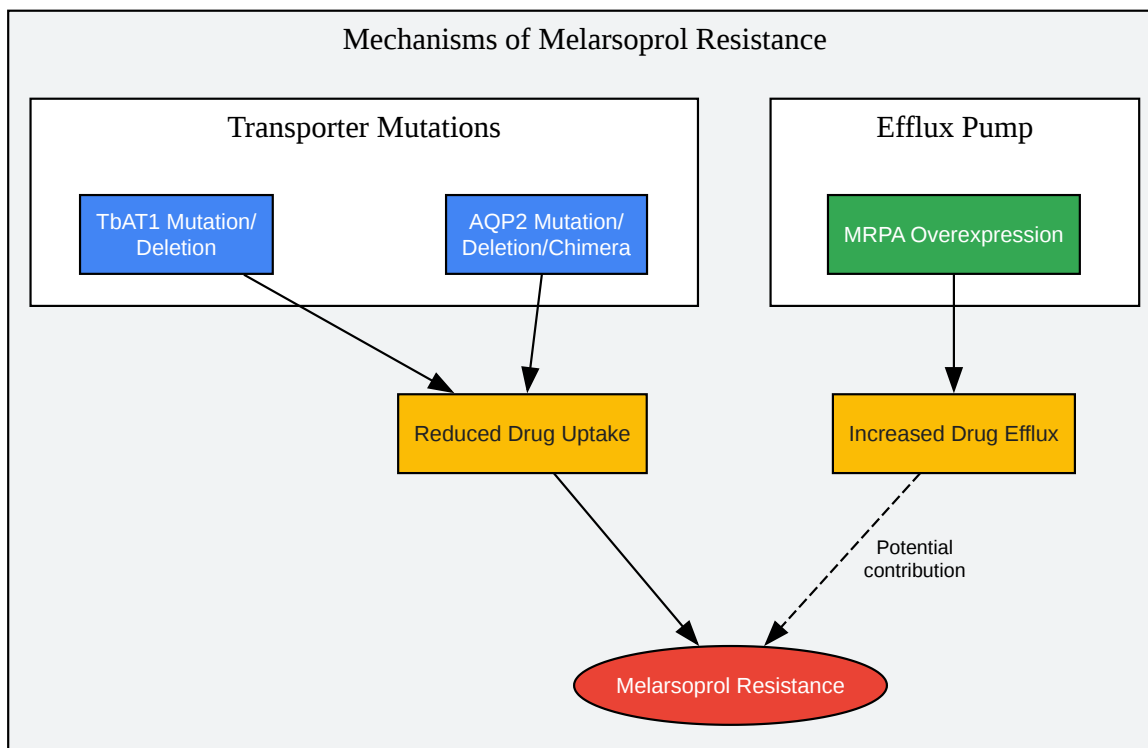 Mechanisms of Melarsoprol Resistance
Transporter Mutations
Efflux Pump
TbAT1 Mutation/
Deletion
AQP2 Mutation/
Deletion/Chimera
MRPA Overexpression
Reduced Drug Uptake
Increased Drug Efflux
Potential
contribution
Melarsoprol Resistance